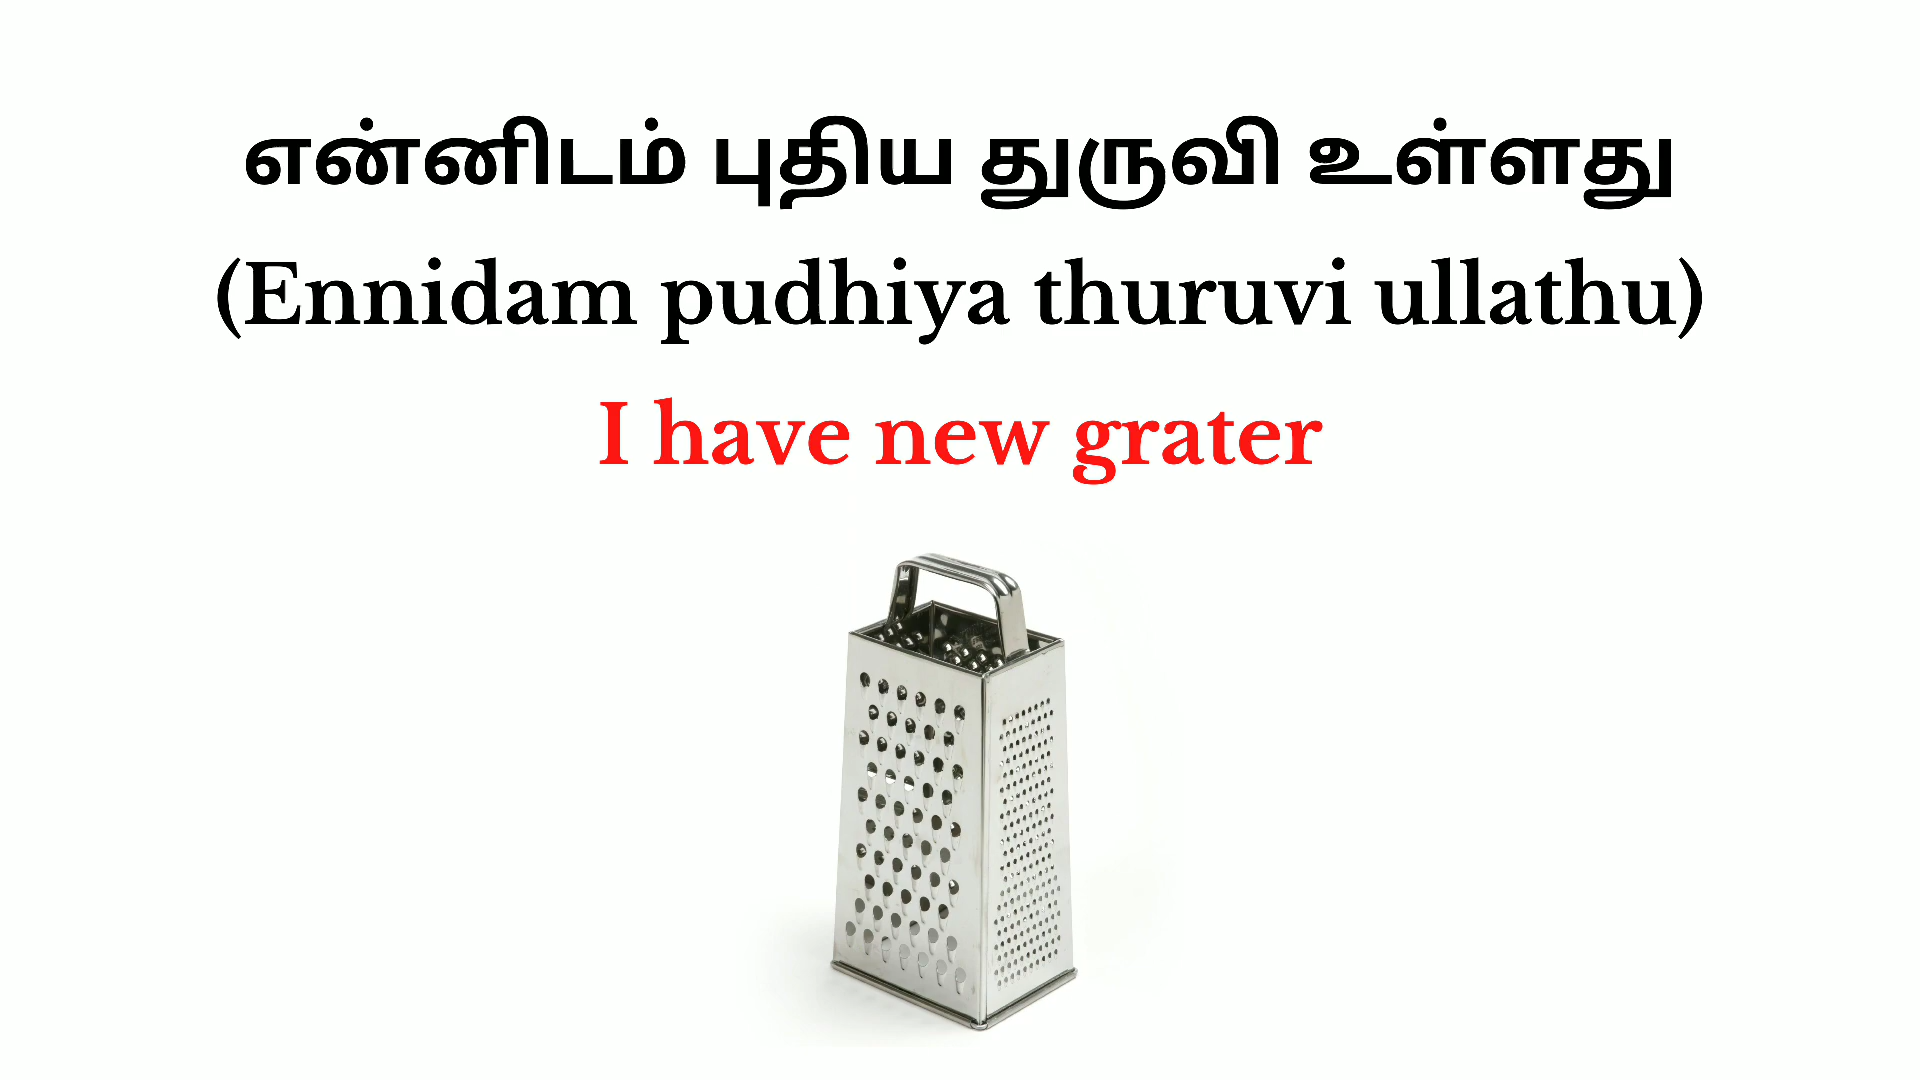 என்னிடம் புதிய துருவி உள்ளது
(Ennidam pudhiya thuruvi ullathu)
I have new grater